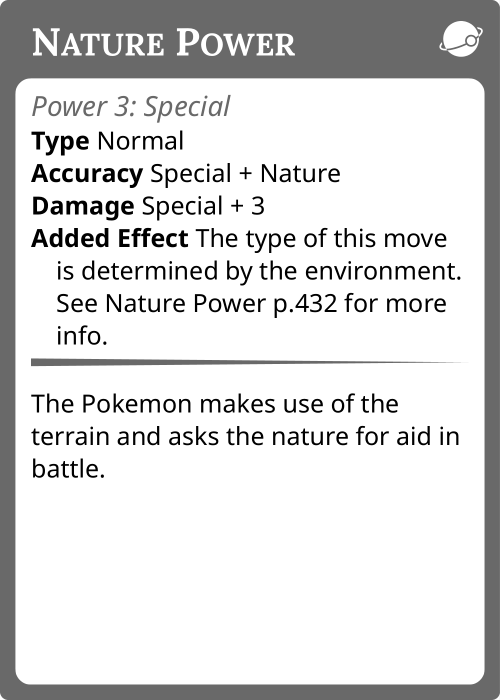 Nature Power
Power 3: Special
Type Normal
Accuracy Special + Nature
Damage Special + 3
Added Effect The type of this move
is determined by the environment.
See Nature Power p.432 for more
info.
The Pokemon makes use of the
terrain and asks the nature for aid in
battle.